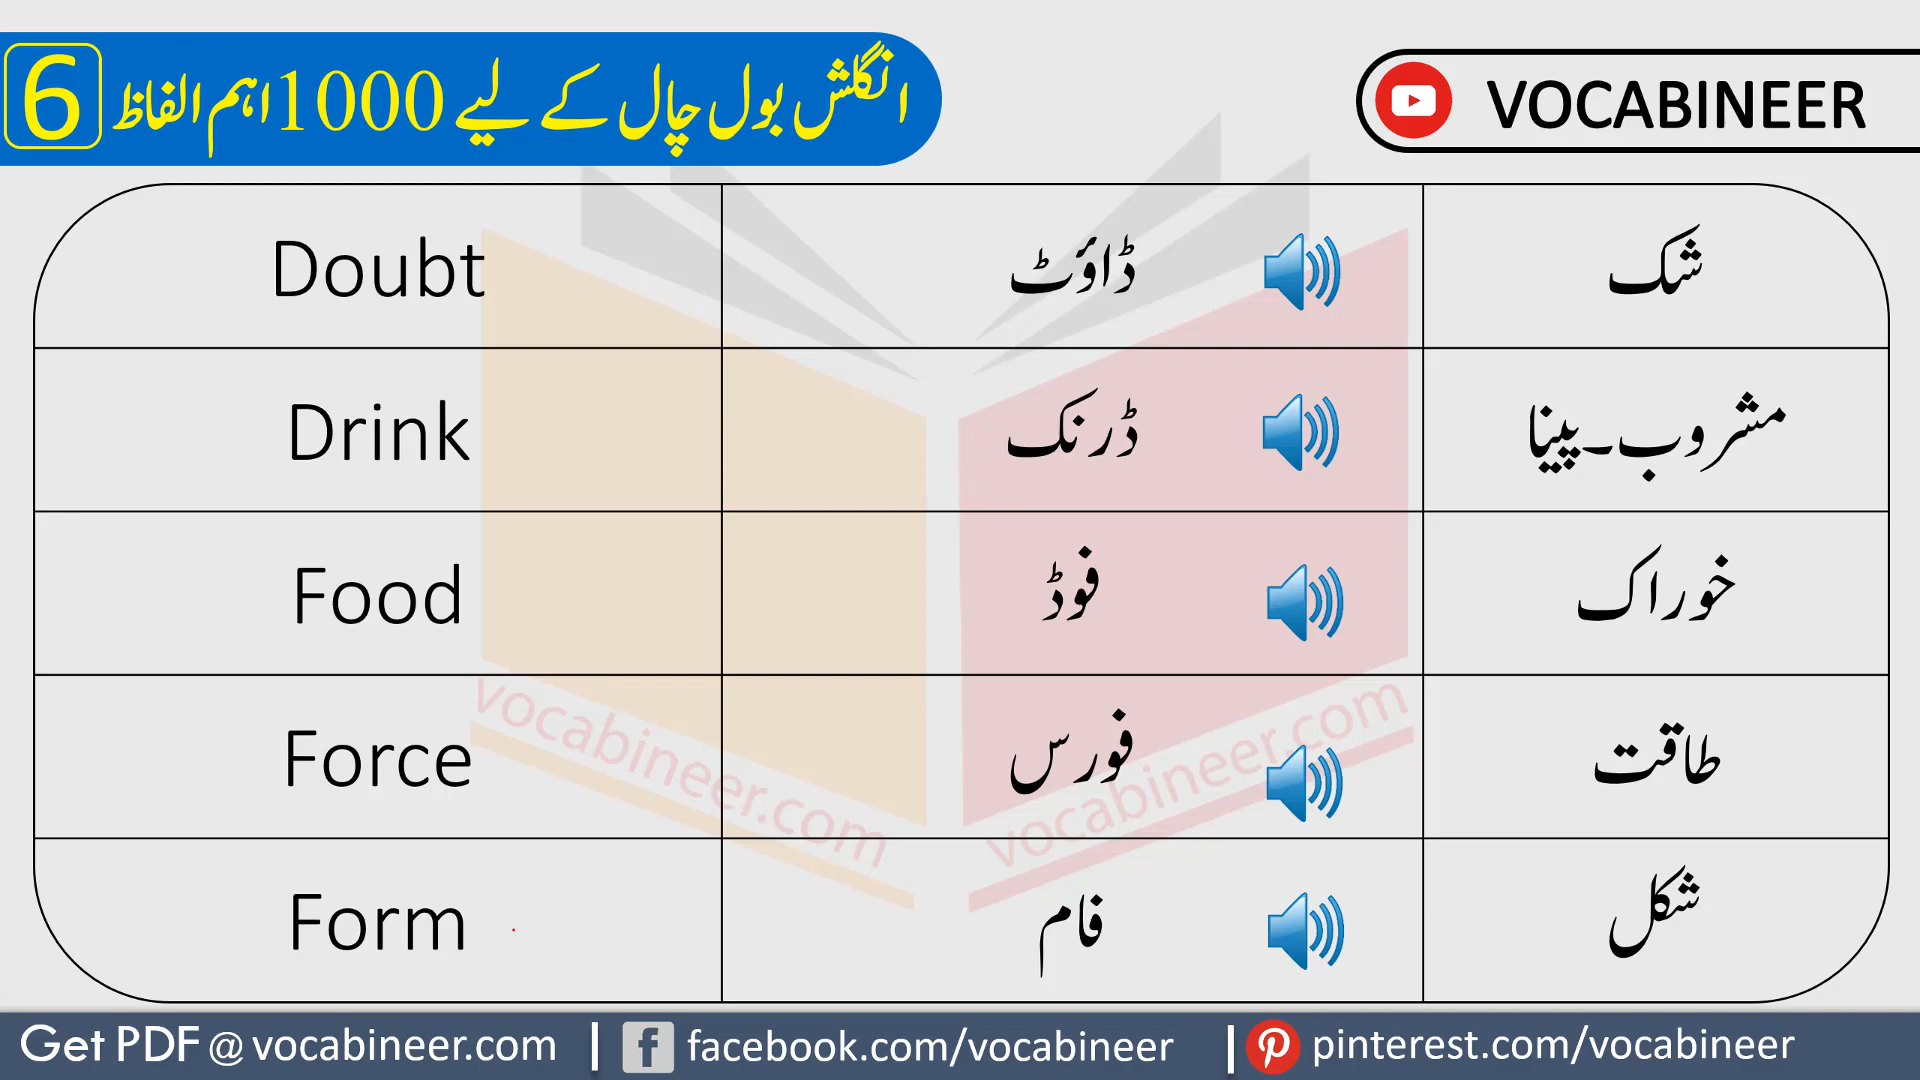 انگلش بول چال کے لیے 1000 اہم الفاظ 6
VOCABINEER
Doubt ڈاؤٹ شک
Drink ڈرنک مشروب۔پینا
Food فوڈ خوراک
Force فورس طاقت
Form فام شکل
vocabineer.com vocabineer.com
Get PDF @ vocabineer.com | facebook.com/vocabineer | pinterest.com/vocabineer